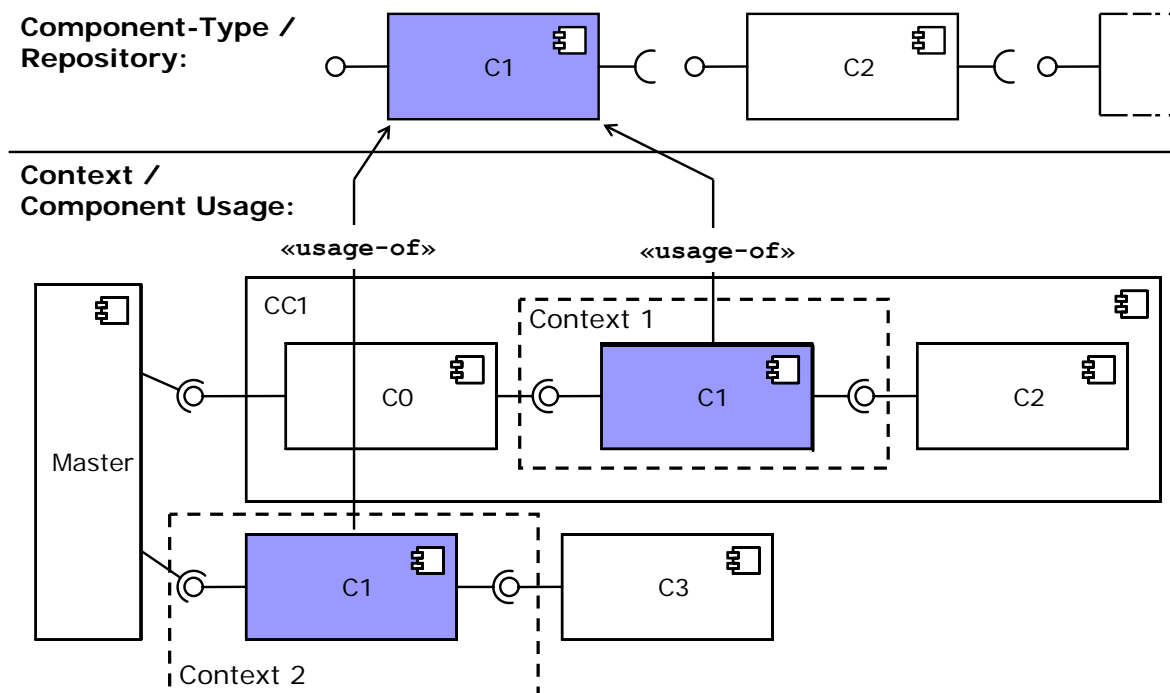 Component-Type /
Repository:
C1
C2
Context /
Component Usage:
«usage-of»
«usage-of»
CC1
Context 1
C0
C1
C2
Master
C1
C3
Context 2